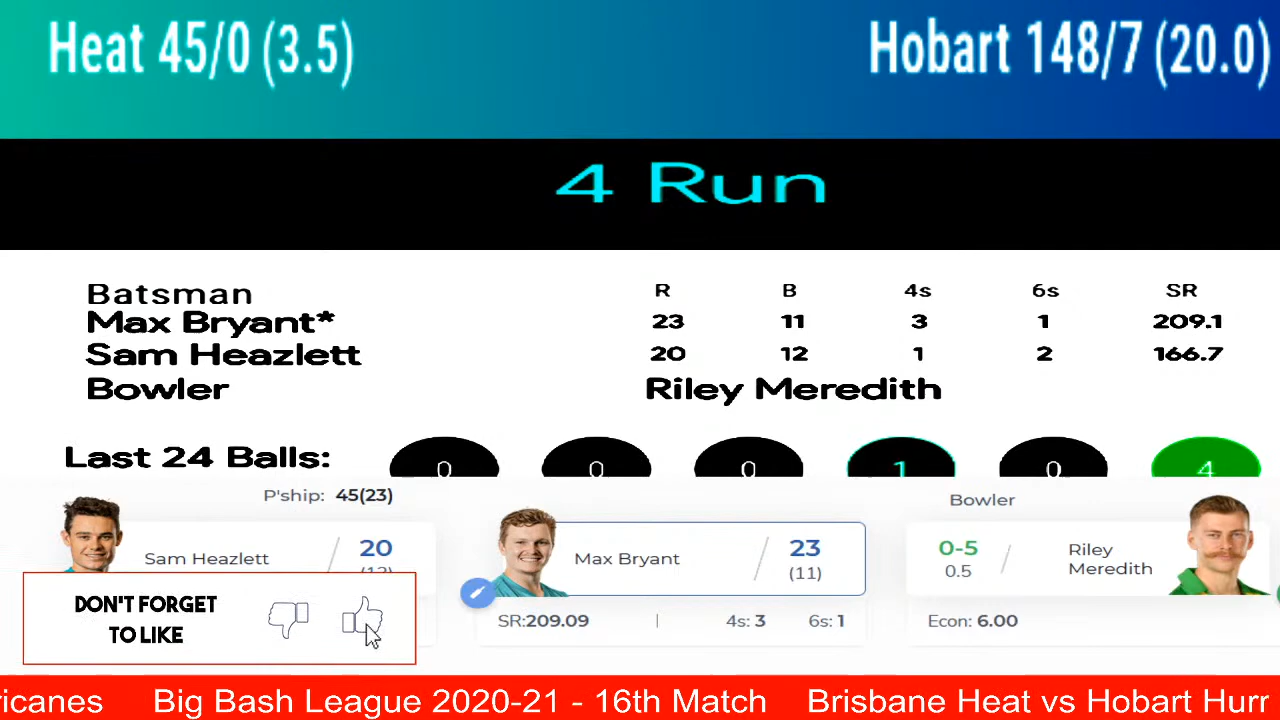 Heat 45/0 (3.5) Hobart 148/7 (20.0)
4 Run
Batsman R B 4s 6s SR
Max Bryant* 23 11 3 1 209.1
Sam Heazlett 20 12 1 2 166.7
Bowler Riley Meredith
Last 24 Balls: 0 0 0 1 0 4
P'ship: 45(23) Bowler
Sam Heazlett 20 Max Bryant 23 (11) 0-5 0.5 Riley Meredith
DON'T FORGET
TO LIKE
SR:209.09 4s: 3 6s: 1 Econ: 6.00
ricanes Big Bash League 2020-21 - 16th Match Brisbane Heat vs Hobart Hurr